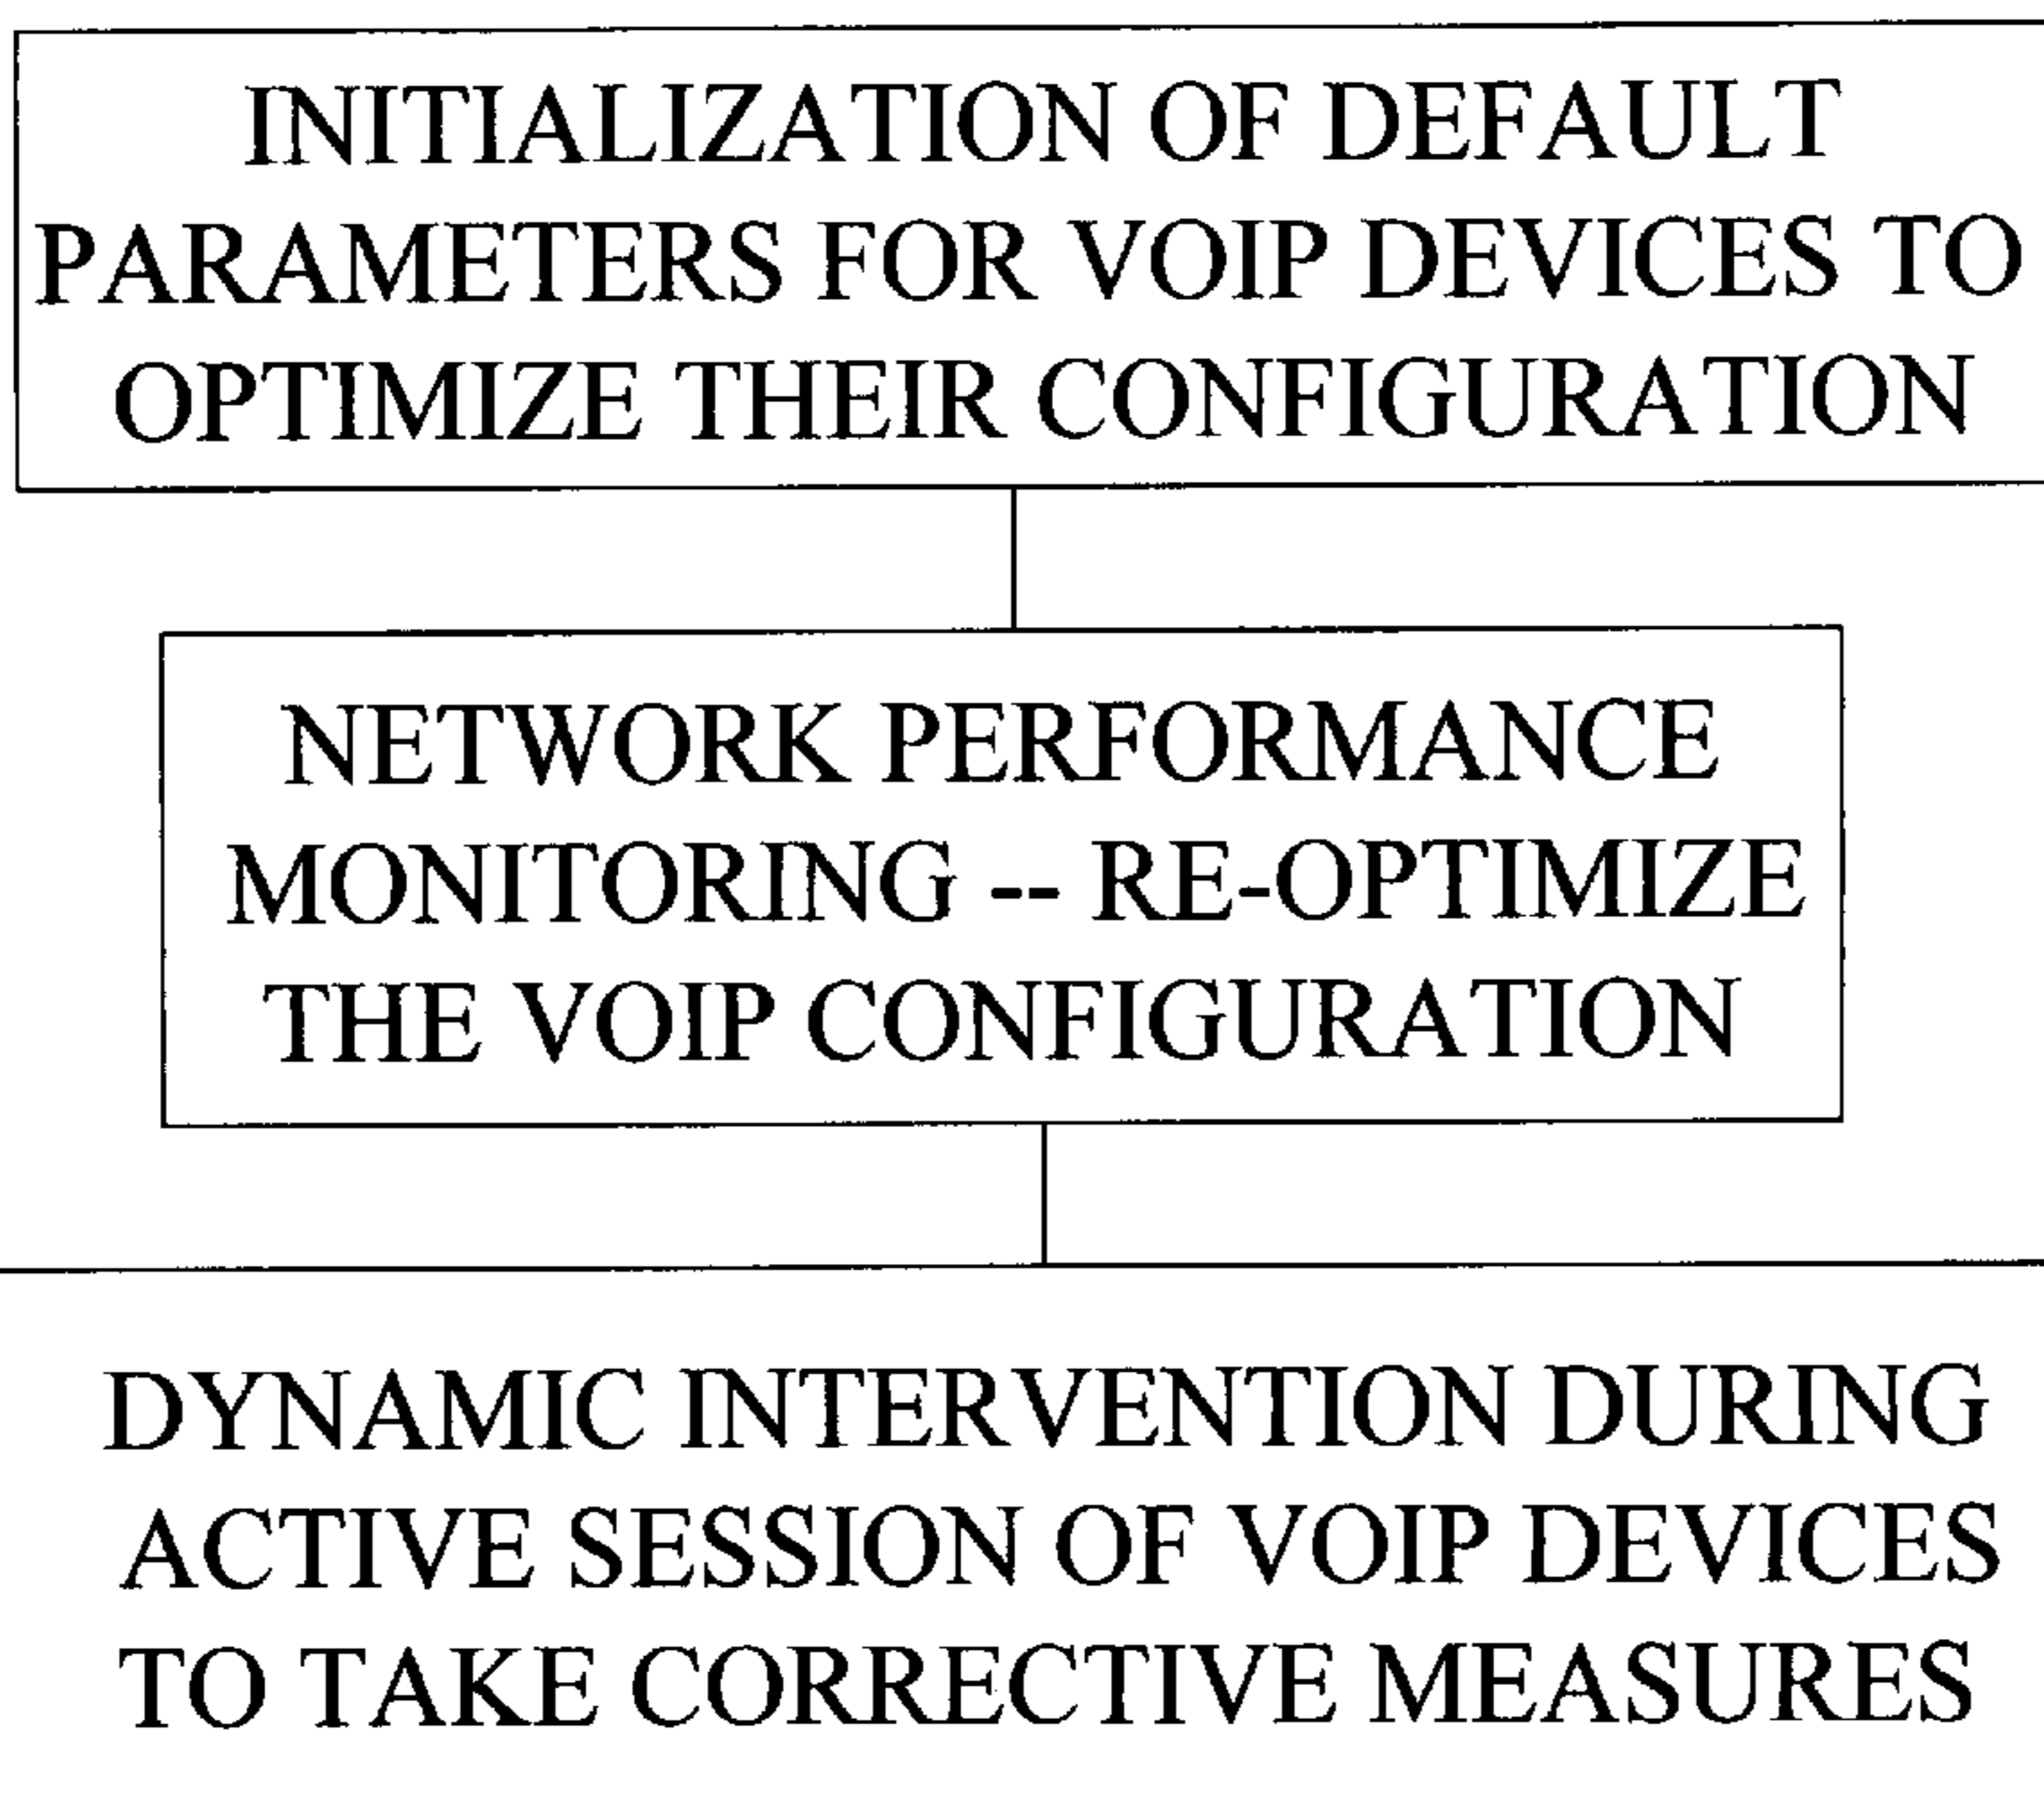 INITIALIZATION OF DEFAULT
PARAMETERS FOR VOIP DEVICES TO
OPTIMIZE THEIR CONFIGURATION
NETWORK PERFORMANCE
MONITORING -- RE-OPTIMIZE
THE VOIP CONFIGURATION
DYNAMIC INTERVENTION DURING
ACTIVE SESSION OF VOIP DEVICES
TO TAKE CORRECTIVE MEASURES